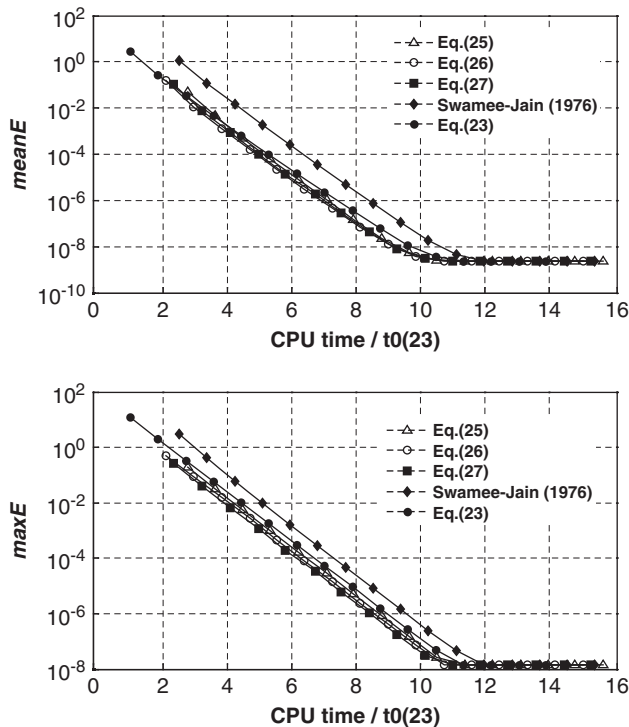 10^2
10^0
10^-2
10^-4
10^-6
10^-8
10^-10
meanE
Eq.(25)
Eq.(26)
Eq.(27)
Swamee-Jain (1976)
Eq.(23)
0 2 4 6 8 10 12 14 16
CPU time / t0(23)
10^2
10^0
10^-2
10^-4
10^-6
10^-8
maxE
Eq.(25)
Eq.(26)
Eq.(27)
Swamee-Jain (1976)
Eq.(23)
0 2 4 6 8 10 12 14 16
CPU time / t0(23)